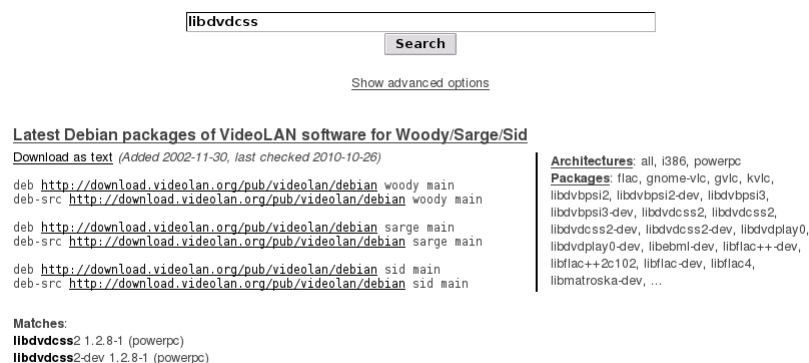 libdvdcss
Search
Show advanced options
Latest Debian packages of VideoLAN software for Woody/Sarge/Sid
Download as text (Added 2002-11-30, last checked 2010-10-26)
deb http://download.videolan.org/pub/videolan/debian woody main
deb-src http://download.videolan.org/pub/videolan/debian woody main
deb http://download.videolan.org/pub/videolan/debian sarge main
deb-src http://download.videolan.org/pub/videolan/debian sarge main
deb http://download.videolan.org/pub/videolan/debian sid main
deb-src http://download.videolan.org/pub/videolan/debian sid main
Architectures: all, i386, powerpc
Packages: flac, gnome-vlc, gvlc, kvlc,
libdvbpsi2, libdvbpsi2-dev, libdvbpsi3,
libdvbpsi3-dev, libdvdcss2, libdvdcss2,
libdvdcss2-dev, libdvdcss2-dev, libdvdplay0,
libdvdplay0-dev, libebml-dev, libflac++-dev,
libflac++2c102, libflac-dev, libflac4,
libmatroska-dev, ...
Matches:
libdvdcss2 1.2.8-1 (powerpc)
libdvdcss2-dev 1.2.8-1 (powerpc)